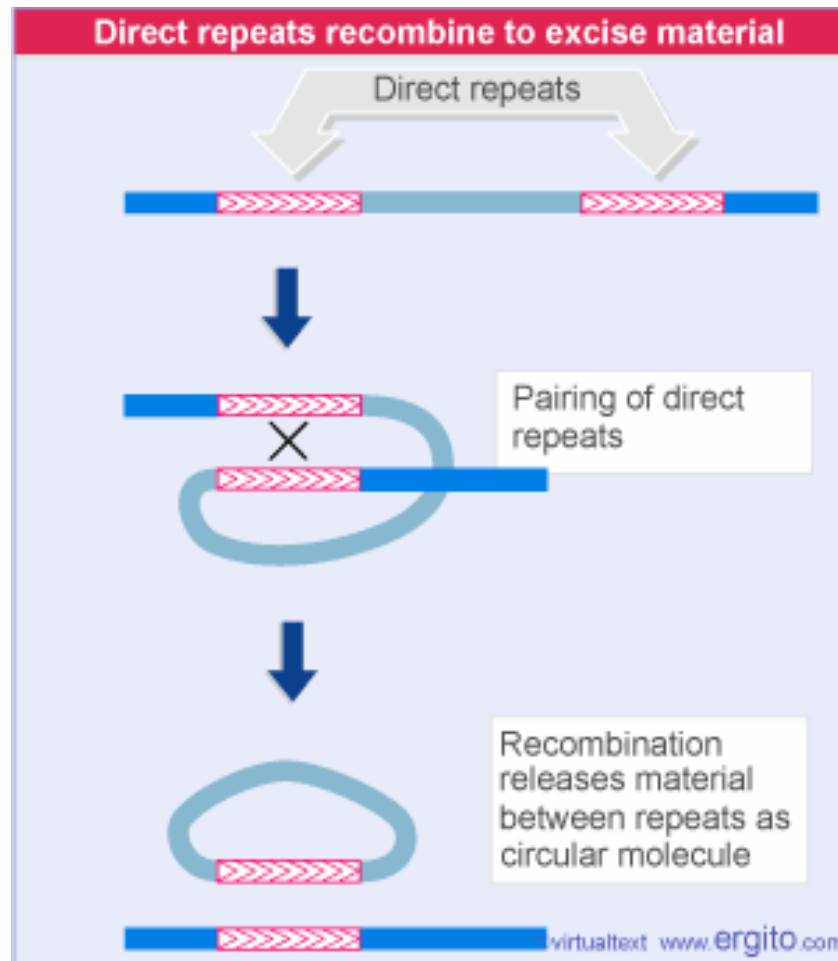 Direct repeats recombine to excise material
Direct repeats
Pairing of direct
repeats
Recombination
releases material
between repeats as
circular molecule
virtualtext www.ergito.com